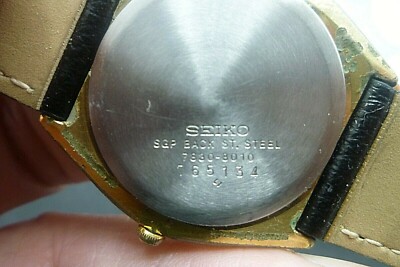 SEIKO
SGP BACK ST. STEEL
7830-8010
765134